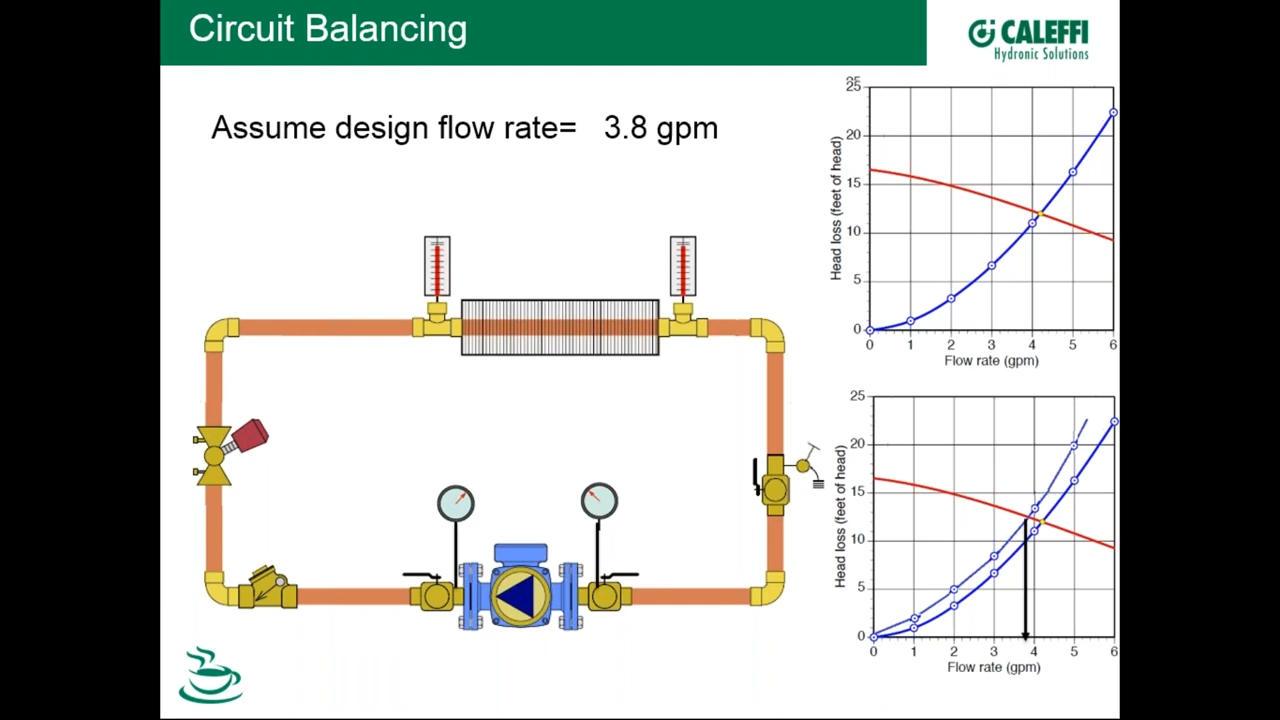 Circuit Balancing
CALEFFI
Hydronic Solutions
Assume design flow rate= 3.8 gpm
25
25
20
15
10
5
0
Head loss (feet of head)
0 1 2 3 4 5 6
Flow rate (gpm)
25
20
15
10
5
0
Head loss (feet of head)
0 1 2 3 4 5 6
Flow rate (gpm)